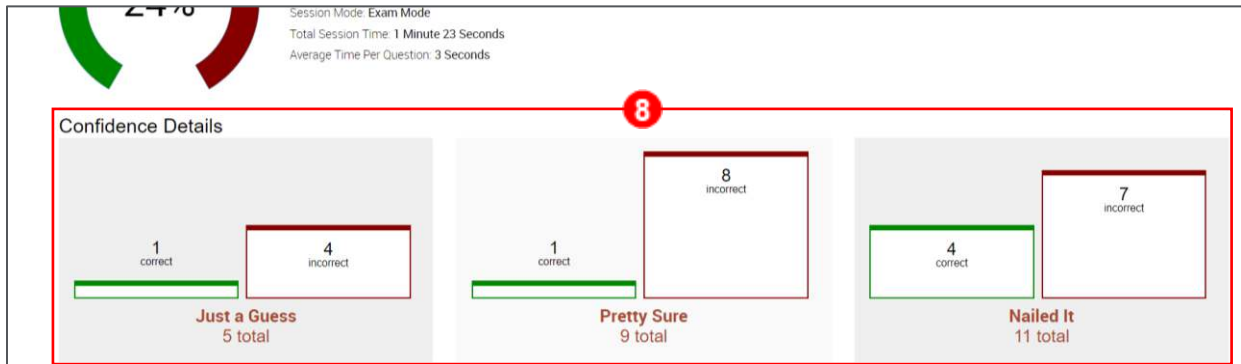 24%
Session Mode: Exam Mode
Total Session Time: 1 Minute 23 Seconds
Average Time Per Question: 3 Seconds
8
Confidence Details
1
correct
4
incorrect
Just a Guess
5 total
1
correct
8
incorrect
Pretty Sure
9 total
4
correct
7
incorrect
Nailed It
11 total